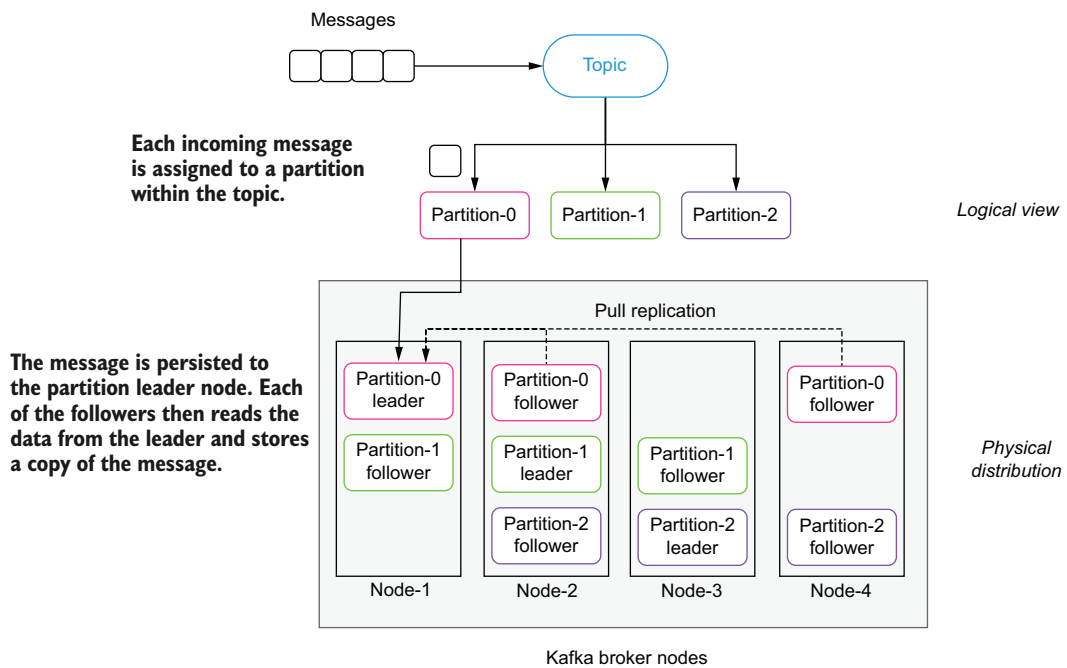 Messages
Topic
Each incoming message
is assigned to a partition
within the topic.
Partition-0
Partition-1
Partition-2
Logical view
Pull replication
The message is persisted to
the partition leader node. Each
of the followers then reads the
data from the leader and stores
a copy of the message.
Partition-0
leader
Partition-1
follower
Node-1
Partition-0
follower
Partition-1
leader
Partition-2
follower
Node-2
Partition-1
follower
Partition-2
leader
Node-3
Partition-0
follower
Partition-2
follower
Node-4
Physical
distribution
Kafka broker nodes